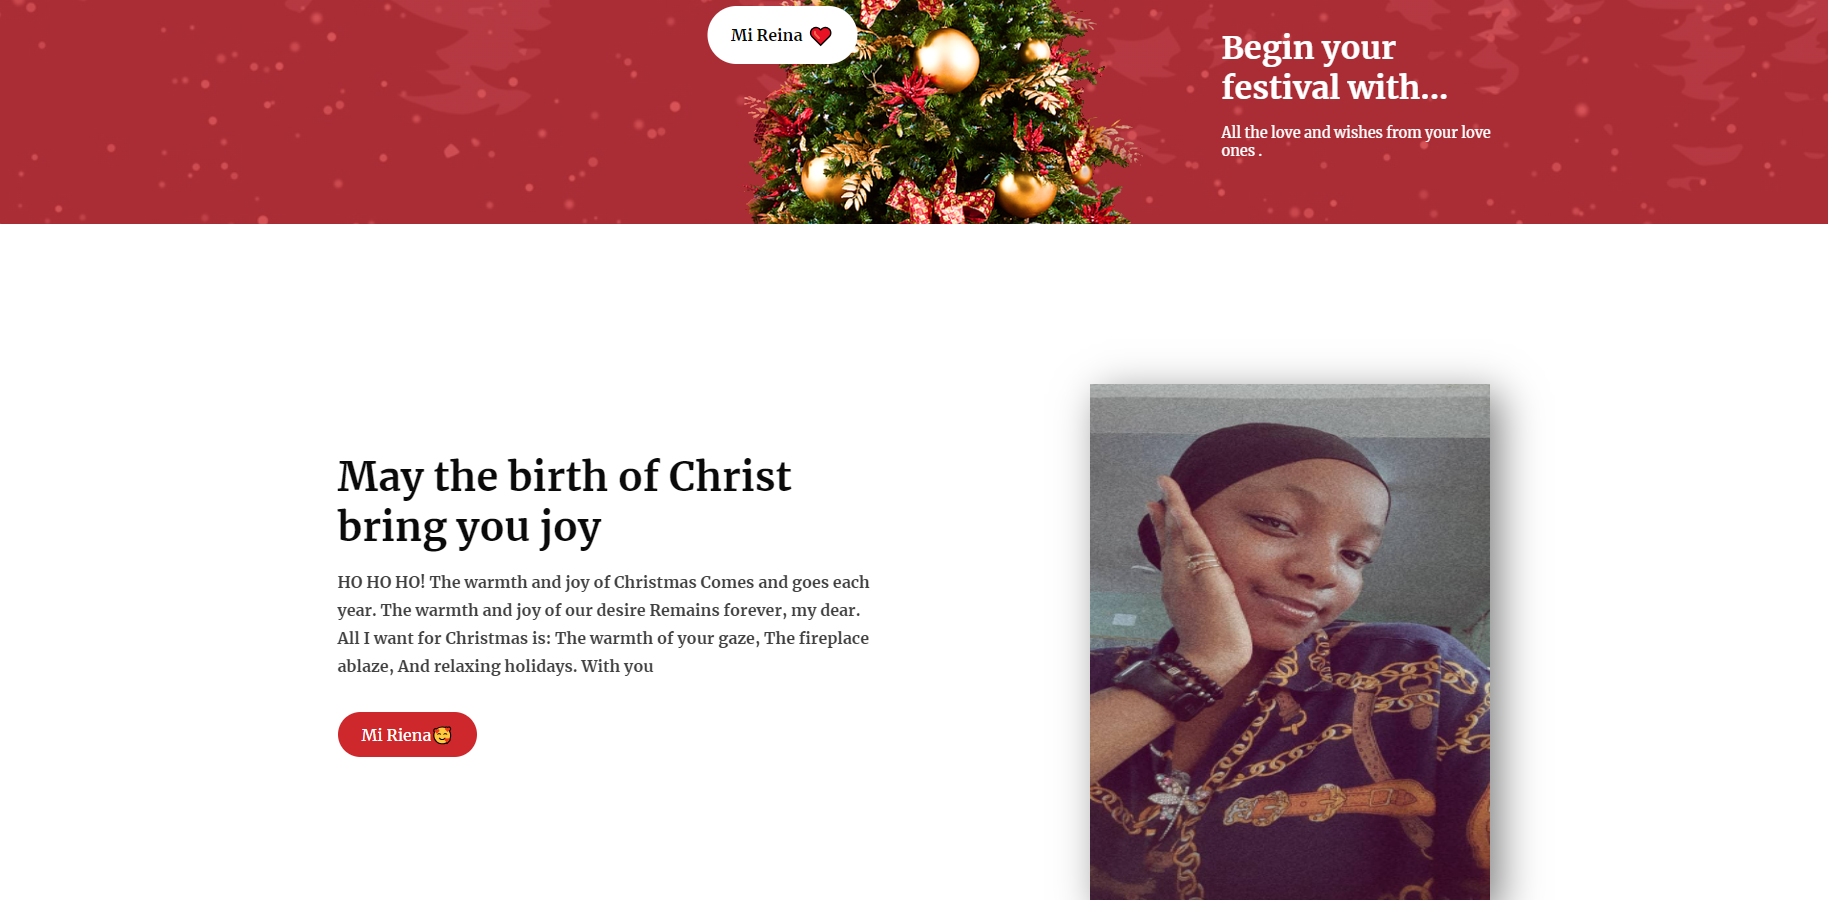 Mi Reina ❤️
Begin your
festival with...
All the love and wishes from your love
ones .
May the birth of Christ
bring you joy
HO HO HO! The warmth and joy of Christmas Comes and goes each
year. The warmth and joy of our desire Remains forever, my dear.
All I want for Christmas is: The warmth of your gaze, The fireplace
ablaze, And relaxing holidays. With you
Mi Riena🥰